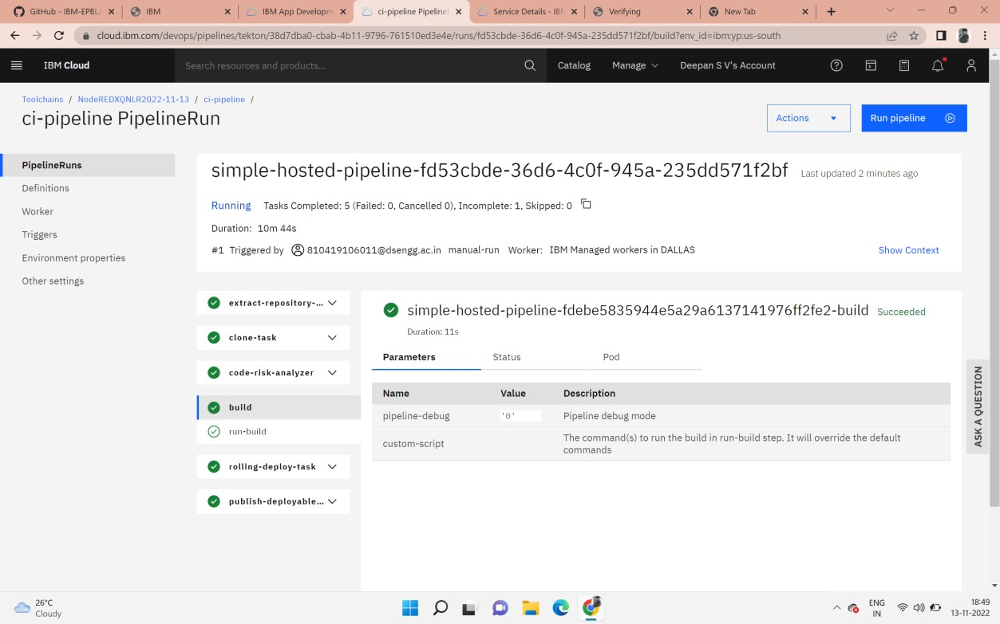 GitHub - IBM-EPBL/
IBM
IBM App Developm
ci-pipeline Pipeline
Service Details - IB
Verifying
New Tab
cloud.ibm.com/devops/pipelines/tekton/38d7dba0-cbab-4b11-9796-761510ed3e4e/runs/fd53cbde-36d6-4c0f-945a-235dd571f2bf/build?env_id=ibm:yp:us-south
IBM Cloud
Search resources and products...
Catalog
Manage
Deepan S V's Account
Toolchains / NodeREDXQNLR2022-11-13 / ci-pipeline /
ci-pipeline PipelineRun
Actions
Run pipeline
PipelineRuns
Definitions
Worker
Triggers
Environment properties
Other settings
simple-hosted-pipeline-fd53cbde-36d6-4c0f-945a-235dd571f2bf Last updated 2 minutes ago
Running Tasks Completed: 5 (Failed: 0, Cancelled 0), Incomplete: 1, Skipped: 0
Duration: 10m 44s
#1 Triggered by 810419106011@dsengg.ac.in manual-run Worker: IBM Managed workers in DALLAS
Show Context
extract-repository-...
clone-task
code-risk-analyzer
build
run-build
rolling-deploy-task
publish-deployable...
simple-hosted-pipeline-fdebe5835944e5a29a6137141976ff2fe2-build Succeeded
Duration: 11s
Parameters Status Pod
Name Value Description
pipeline-debug '0' Pipeline debug mode
custom-script The command(s) to run the build in run-build step. It will override the default
commands
ASK A QUESTION
26°C
Cloudy
ENG
IN
18:49
13-11-2022